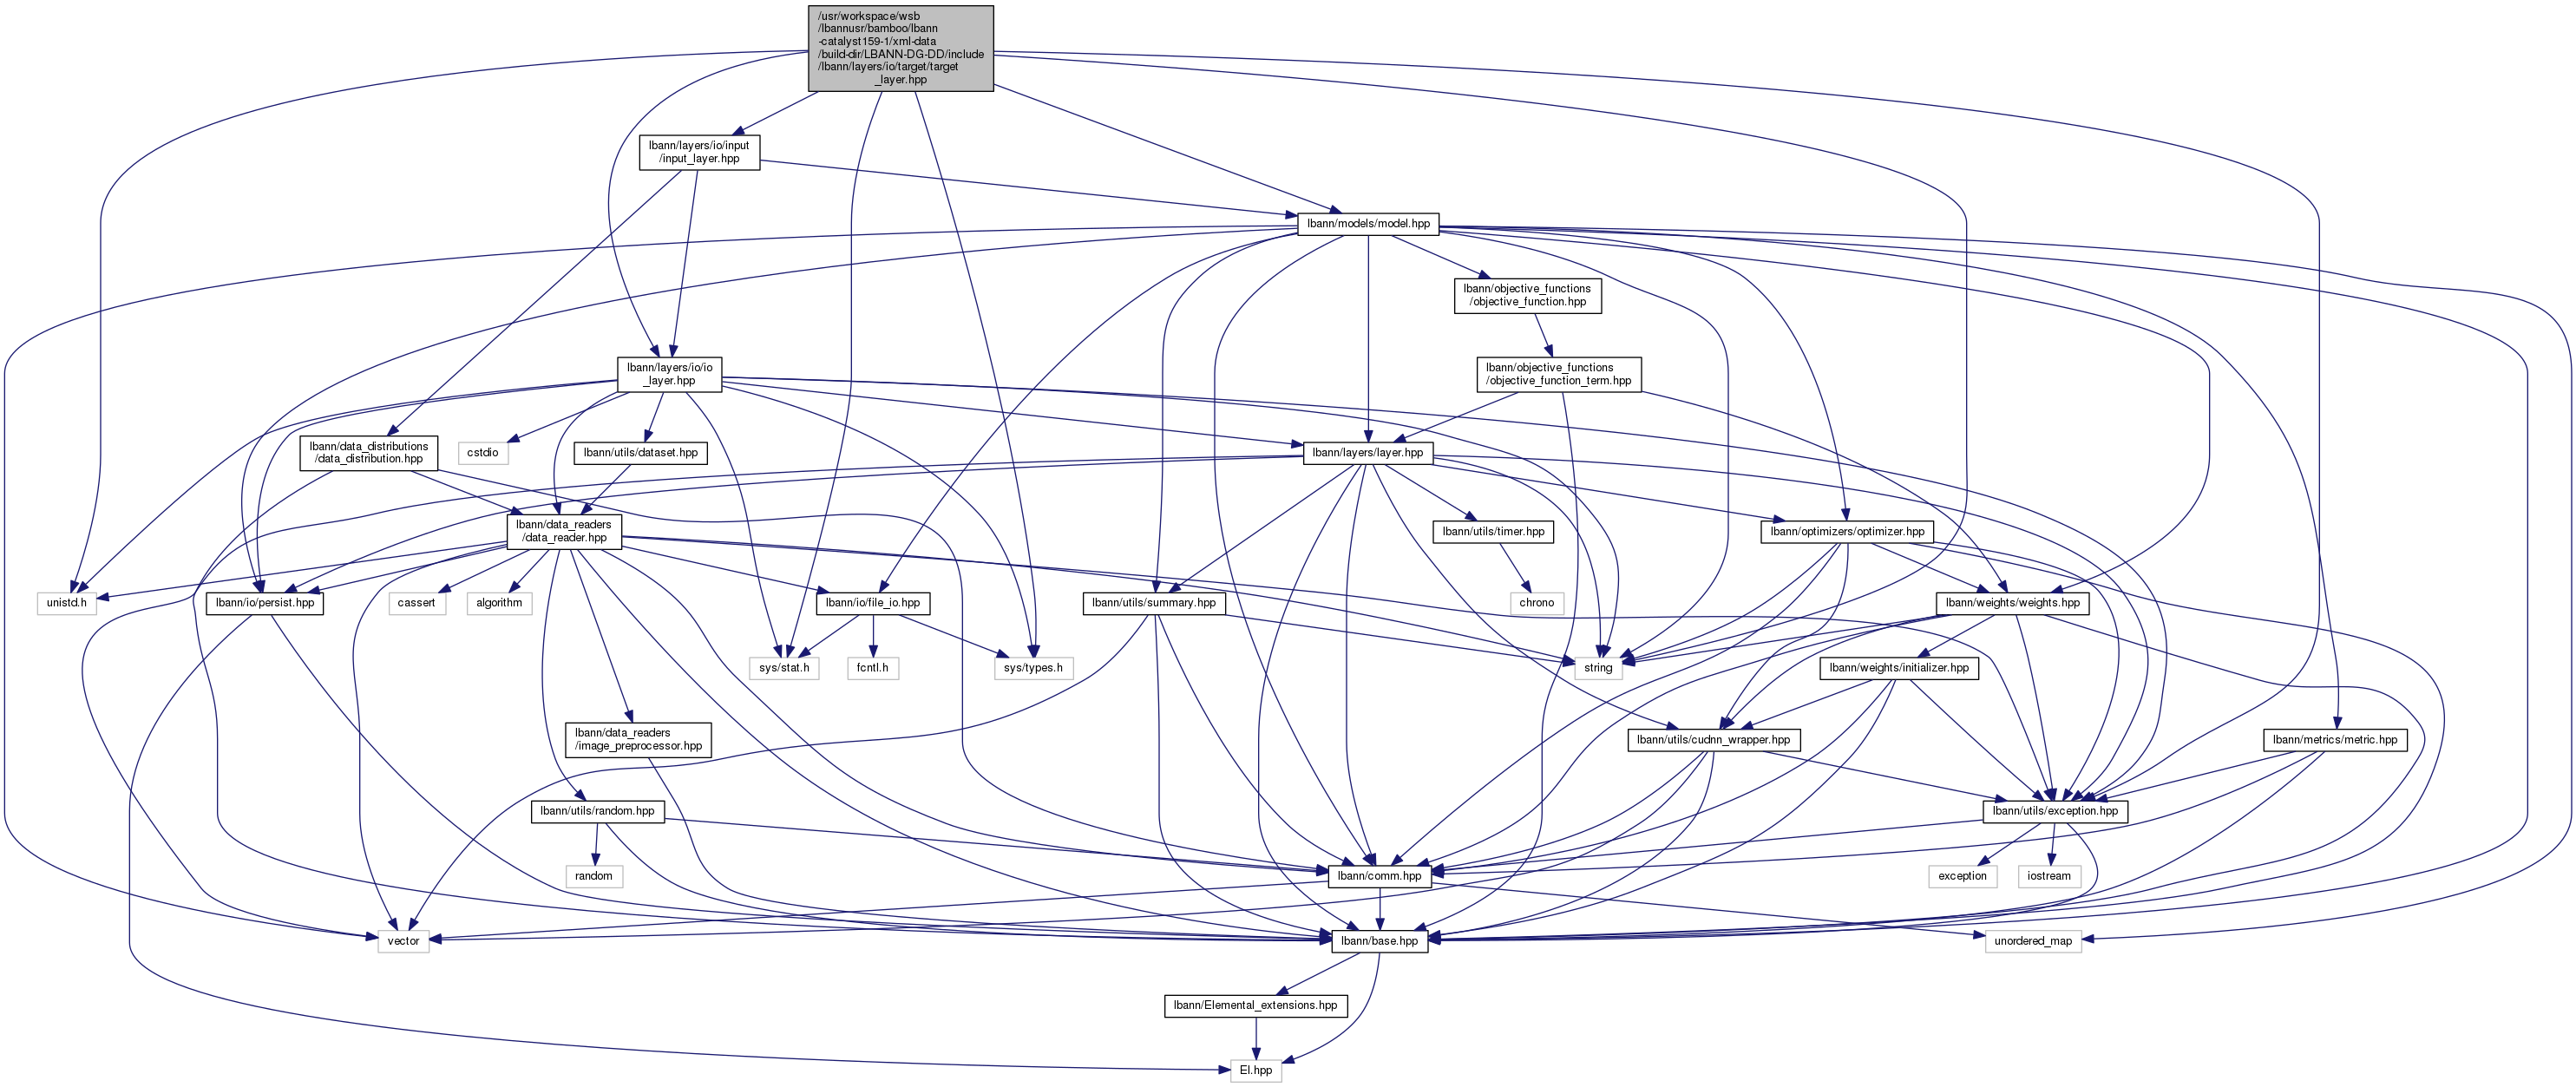 /usr/workspace/wsb
/lbannusr/bamboo/lbann
-catalyst159-1/xml-data
/build-dir/LBANN-DG-DD/include
/lbann/layers/io/target/target
_layer.hpp
lbann/layers/io/input
/input_layer.hpp
lbann/models/model.hpp
lbann/objective_functions
/objective_function.hpp
lbann/layers/io/io
_layer.hpp
lbann/objective_functions
/objective_function_term.hpp
lbann/data_distributions
/data_distribution.hpp
cstdio
lbann/utils/dataset.hpp
lbann/layers/layer.hpp
lbann/data_readers
/data_reader.hpp
lbann/utils/timer.hpp
lbann/optimizers/optimizer.hpp
unistd.h
lbann/io/persist.hpp
cassert
algorithm
lbann/io/file_io.hpp
lbann/utils/summary.hpp
chrono
lbann/weights/weights.hpp
sys/stat.h
fcntl.h
sys/types.h
string
lbann/weights/initializer.hpp
lbann/data_readers
/image_preprocessor.hpp
lbann/utils/cudnn_wrapper.hpp
lbann/metrics/metric.hpp
lbann/utils/random.hpp
lbann/utils/exception.hpp
random
lbann/comm.hpp
exception
iostream
vector
lbann/base.hpp
unordered_map
lbann/Elemental_extensions.hpp
El.hpp